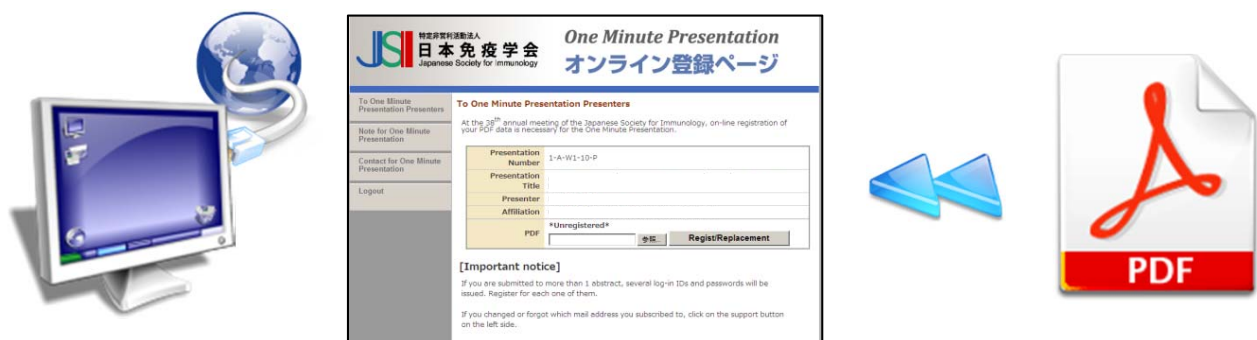 JSI
特定非営利活動法人
日本免疫学会
Japanese Society for Immunology
One Minute Presentation
オンライン登録ページ
To One Minute
Presentation Presenters
Note for One Minute
Presentation
Contact for One Minute
Presentation
Logout
To One Minute Presentation Presenters
At the 38th annual meeting of the Japanese Society for Immunology, on-line registration of
your PDF data is necessary for the One Minute Presentation.
Presentation
Number
1-A-W1-10-P
Presentation
Title
Presenter
Affiliation
PDF
*Unregistered*
参照...
Regist/Replacement
[Important notice]
If you are submitted to more than 1 abstract, several log-in IDs and passwords will be
issued. Register for each one of them.
If you changed or forgot which mail address you subscribed to, click on the support button
on the left side.
PDF